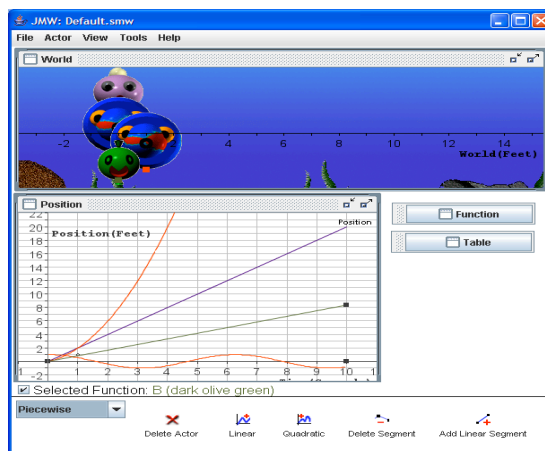 JMW: Default.smw
File Actor View Tools Help
World
-2 2 4 6 8 10 12 14
World(Feet)
Position
Function
Table
22
20
18
16
14
12
10
8
6
4
2
-2
Position(Feet)
Position
1 1 2 3 4 5 6 7 8 9 10 1
Selected Function: B (dark olive green)
Piecewise
Delete Actor Linear Quadratic Delete Segment Add Linear Segment